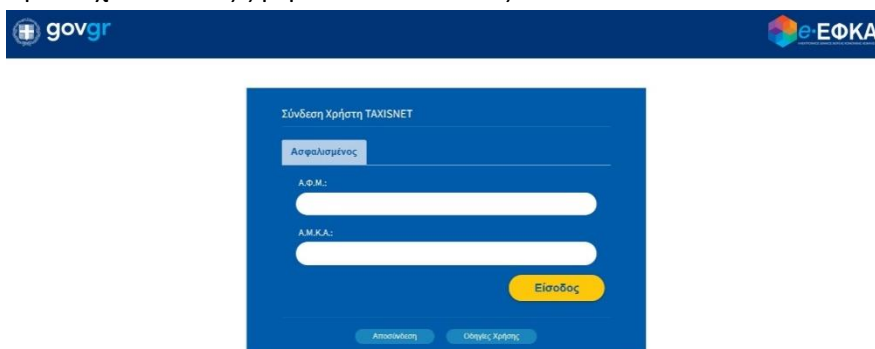 govgr
e-ΕΦΚΑ
Σύνδεση Χρήστη TAXISNET
Ασφαλισμένος
Α.Φ.Μ.:
Α.Μ.Κ.Α.:
Είσοδος
Αποσύνδεση Οδηγίες Χρήσης